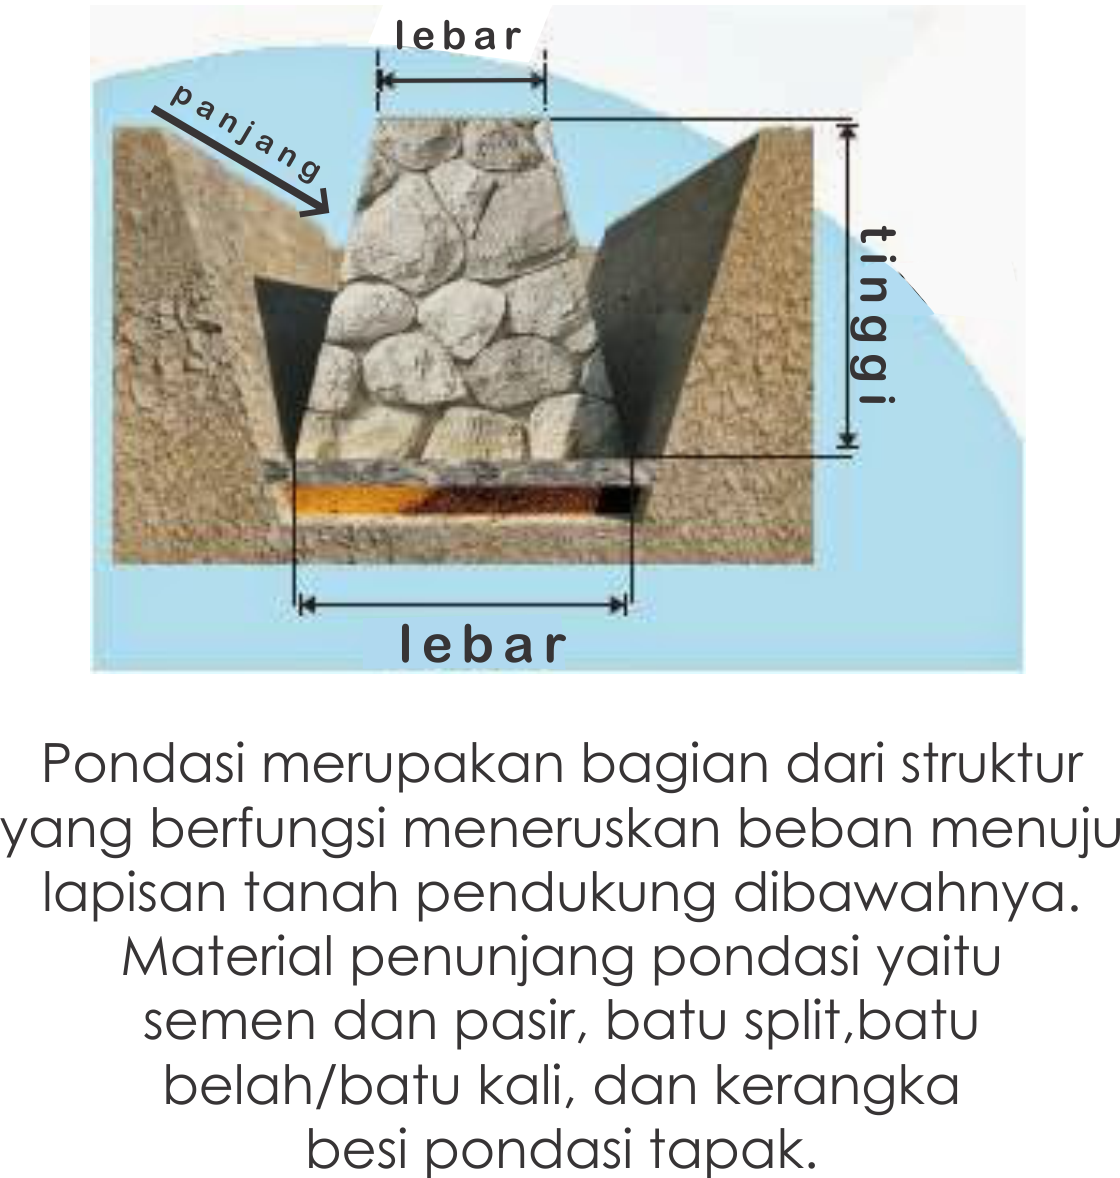 lebar
panjang
tinggi
lebar
Pondasi merupakan bagian dari struktur
yang berfungsi meneruskan beban menuju
lapisan tanah pendukung dibawahnya.
Material penunjang pondasi yaitu
semen dan pasir, batu split,batu
belah/batu kali, dan kerangka
besi pondasi tapak.